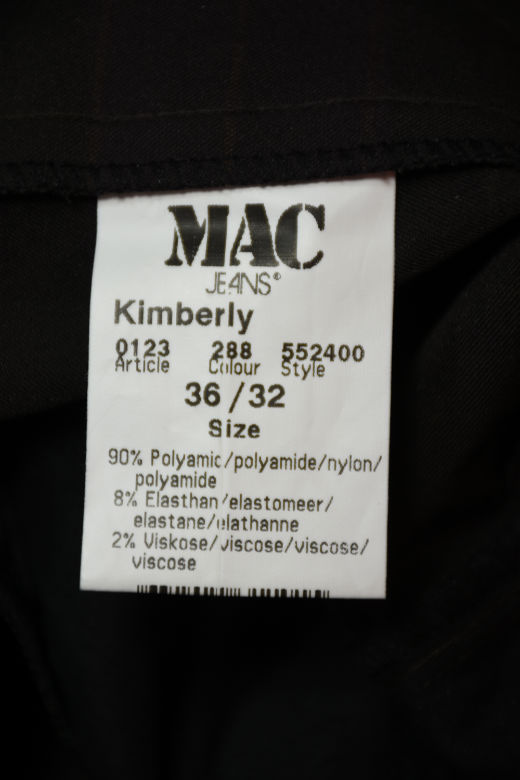 MAC
JEANS®
Kimberly
0123 288 552400
Article Colour Style
36/32
Size
90% Polyamic/polyamide/nylon/
polyamide
8% Elasthan/elastomeer/
elastane/elathanne
2% Viskose/viscose/viscose/
viscose